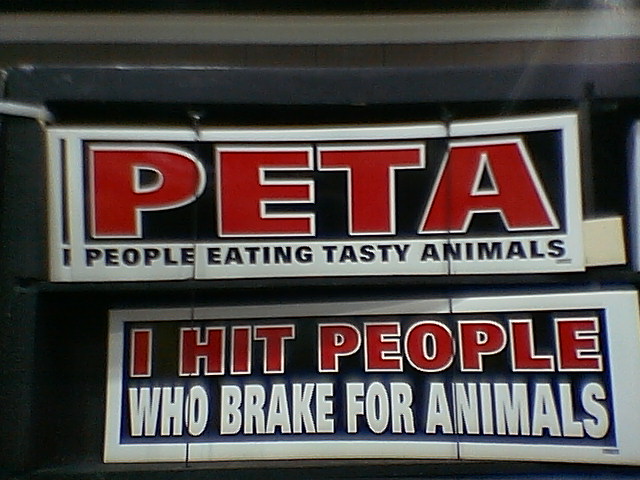 PETA
PEOPLE EATING TASTY ANIMALS
I HIT PEOPLE
WHO BRAKE FOR ANIMALS